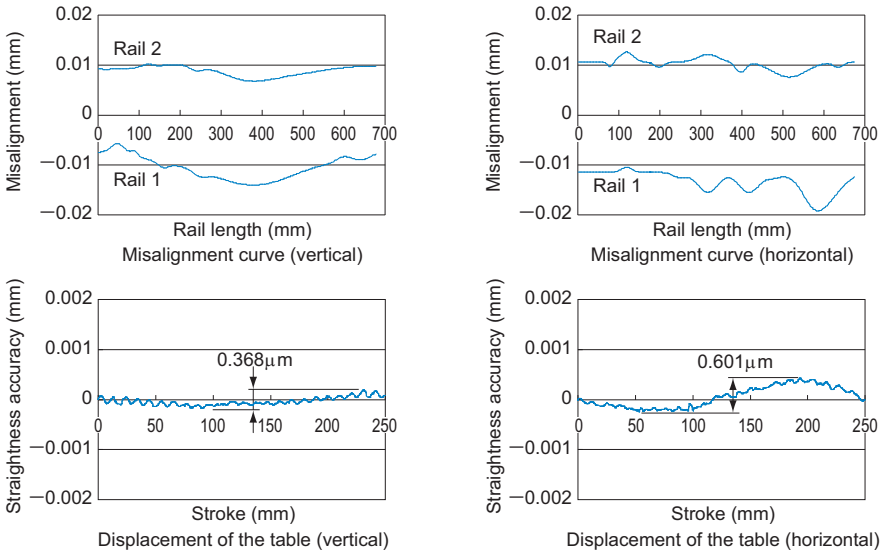 Misalignment (mm)
0.02
0.01
0
−0.01
−0.02
Rail 2
0 100 200 300 400 500 600 700
Rail 1
Rail length (mm)
Misalignment curve (vertical)
Misalignment (mm)
0.02
0.01
0
−0.01
−0.02
Rail 2
0 100 200 300 400 500 600 700
Rail 1
Rail length (mm)
Misalignment curve (horizontal)
Straightness accuracy (mm)
0.002
0.001
0
−0.001
−0.002
0.368μm
0 50 100 150 200 250
Stroke (mm)
Displacement of the table (vertical)
Straightness accuracy (mm)
0.002
0.001
0
−0.001
−0.002
0.601μm
0 50 100 150 200 250
Stroke (mm)
Displacement of the table (horizontal)